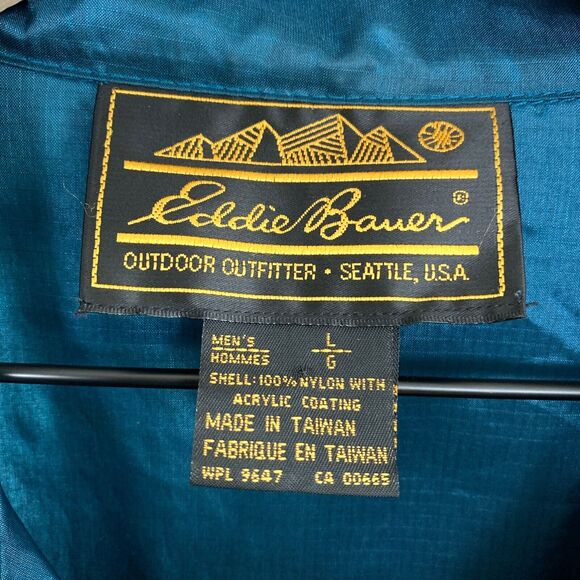 Eddie Bauer®
OUTDOOR OUTFITTER • SEATTLE, U.S.A.
MEN'S L
HOMMES G
SHELL: 100% NYLON WITH
ACRYLIC COATING
MADE IN TAIWAN
FABRIQUE EN TAIWAN
WPL 9647 CA 00665